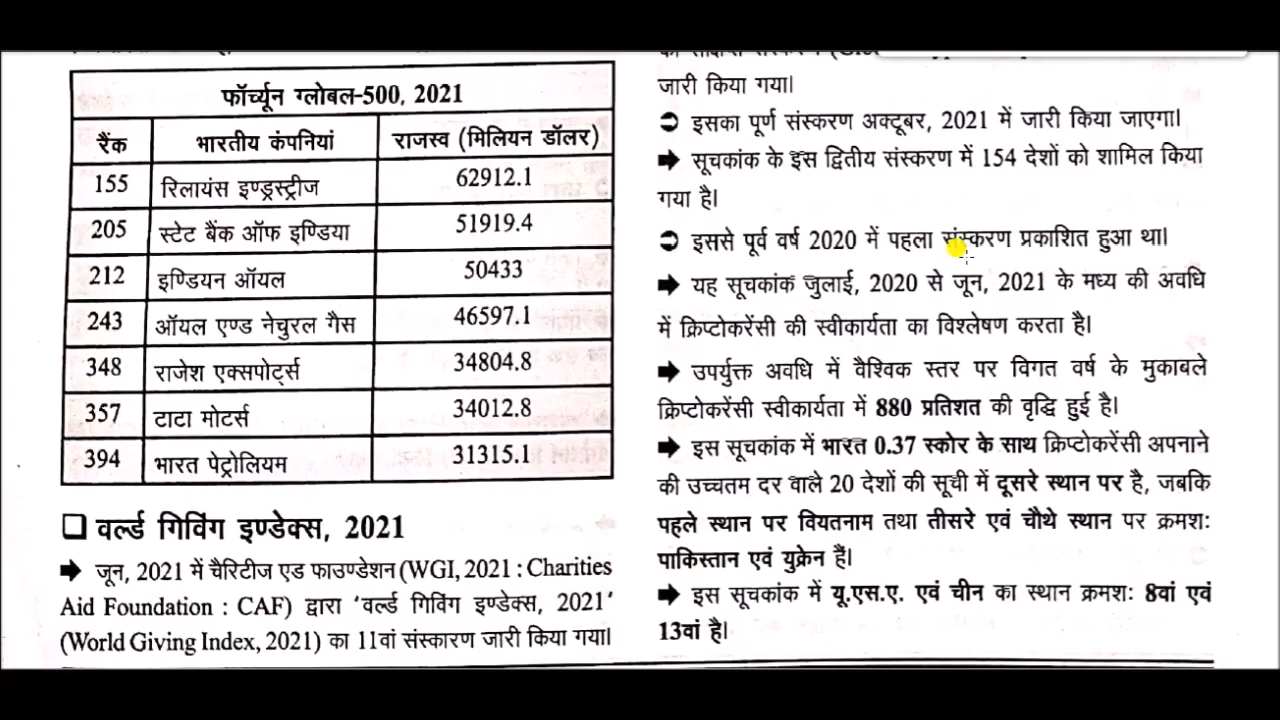 फॉर्च्यून ग्लोबल-500, 2021
रैंक भारतीय कंपनियां राजस्व (मिलियन डॉलर)
155 रिलायंस इण्ड्रस्ट्रीज 62912.1
205 स्टेट बैंक ऑफ इण्डिया 51919.4
212 इण्डियन ऑयल 50433
243 ऑयल एण्ड नेचुरल गैस 46597.1
348 राजेश एक्सपोर्ट्स 34804.8
357 टाटा मोटर्स 34012.8
394 भारत पेट्रोलियम 31315.1
❑ वर्ल्ड गिविंग इण्डेक्स, 2021
➡ जून, 2021 में चैरिटीज एड फाउण्डेशन (WGI, 2021 : Charities
Aid Foundation : CAF) द्वारा ‘वर्ल्ड गिविंग इण्डेक्स, 2021’
(World Giving Index, 2021) का 11वां संस्कारण जारी किया गया।
जारी किया गया।
➲ इसका पूर्ण संस्करण अक्टूबर, 2021 में जारी किया जाएगा।
➡ सूचकांक के इस द्वितीय संस्करण में 154 देशों को शामिल किया
गया है।
➲ इससे पूर्व वर्ष 2020 में पहला संस्करण प्रकाशित हुआ था।
➡ यह सूचकांक जुलाई, 2020 से जून, 2021 के मध्य की अवधि
में क्रिप्टोकरेंसी की स्वीकार्यता का विश्लेषण करता है।
➡ उपर्युक्त अवधि में वैश्विक स्तर पर विगत वर्ष के मुकाबले
क्रिप्टोकरेंसी स्वीकार्यता में 880 प्रतिशत की वृद्धि हुई है।
➡ इस सूचकांक में भारत 0.37 स्कोर के साथ क्रिप्टोकरेंसी अपनाने
की उच्चतम दर वाले 20 देशों की सूची में दूसरे स्थान पर है, जबकि
पहले स्थान पर वियतनाम तथा तीसरे एवं चौथे स्थान पर क्रमश:
पाकिस्तान एवं युक्रेन हैं।
➡ इस सूचकांक में यू.एस.ए. एवं चीन का स्थान क्रमश: 8वां एवं
13वां है।